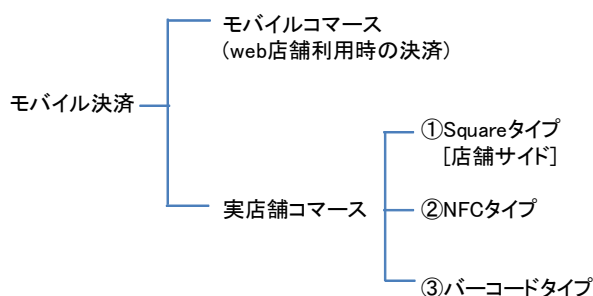 モバイルコマース
(web店舗利用時の決済)
モバイル決済
①Squareタイプ
[店舗サイド]
実店舗コマース
②NFCタイプ
③バーコードタイプ